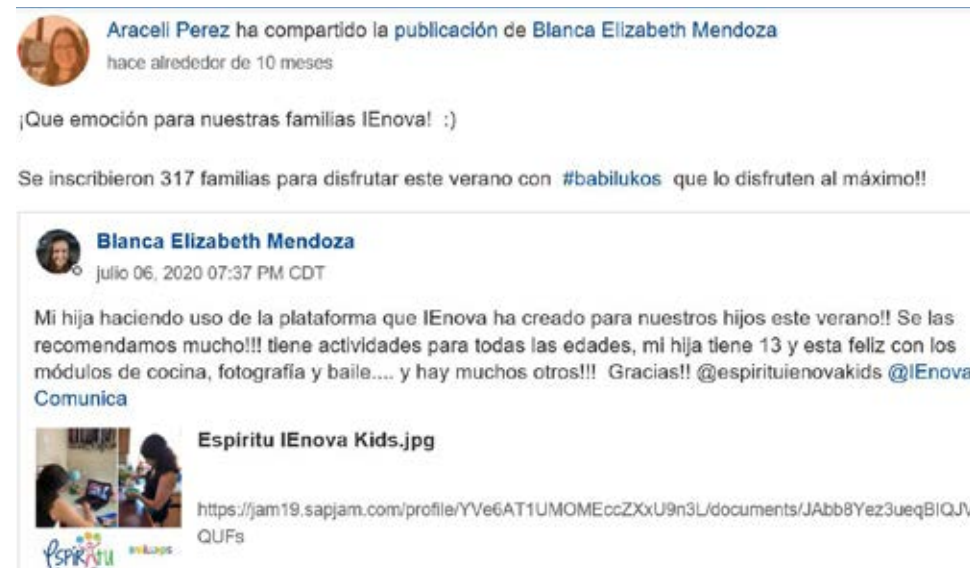 Araceli Perez ha compartido la publicación de Blanca Elizabeth Mendoza
hace alrededor de 10 meses
¡Que emoción para nuestras familias IEnova! :)
Se inscribieron 317 familias para disfrutar este verano con #babilukos que lo disfruten al máximo!!
Blanca Elizabeth Mendoza
julio 06, 2020 07:37 PM CDT
Mi hija haciendo uso de la plataforma que IEnova ha creado para nuestros hijos este verano!! Se las
recomendamos mucho!!! tiene actividades para todas las edades, mi hija tiene 13 y esta feliz con los
módulos de cocina, fotografía y baile.... y hay muchos otros!!! Gracias!! @espirituienovakids @IEnova
Comunica
Espiritu IEnova Kids.jpg
https://jam19.sapjam.com/profile/YVe6AT1UMOMEccZXxU9n3L/documents/JAbb8Yez3ueqBIQJV
QUFs
Espíritu